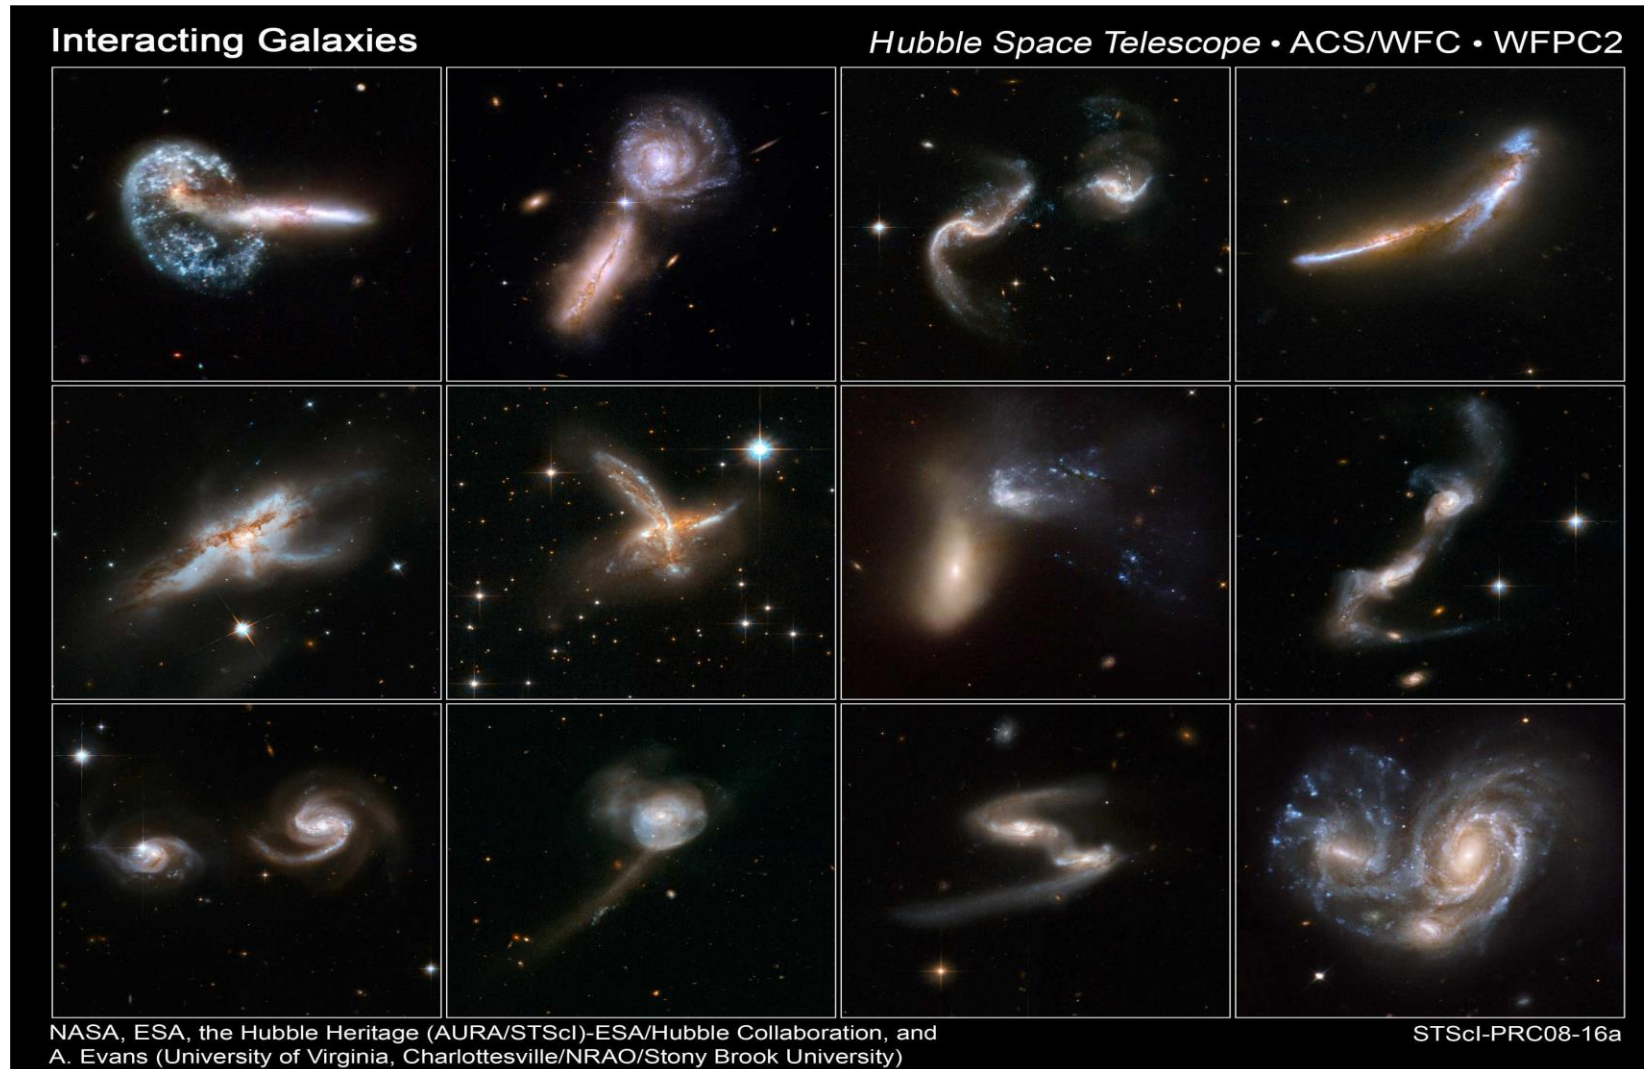 Interacting Galaxies
Hubble Space Telescope • ACS/WFC • WFPC2
NASA, ESA, the Hubble Heritage (AURA/STScI)-ESA/Hubble Collaboration, and
A. Evans (University of Virginia, Charlottesville/NRAO/Stony Brook University)
STScI-PRC08-16a